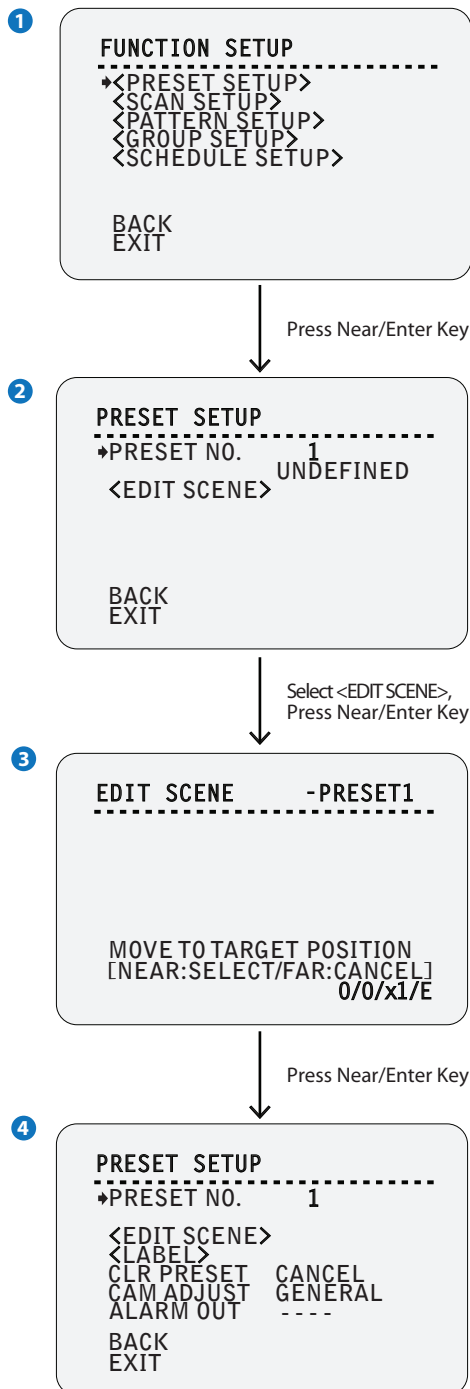 1
FUNCTION SETUP
<PRESET SETUP>
<SCAN SETUP>
<PATTERN SETUP>
<GROUP SETUP>
<SCHEDULE SETUP>
BACK
EXIT
Press Near/Enter Key
2
PRESET SETUP
PRESET NO. 1
UNDEFINED
<EDIT SCENE>
BACK
EXIT
Select <EDIT SCENE>,
Press Near/Enter Key
3
EDIT SCENE -PRESET1
MOVE TO TARGET POSITION
[NEAR:SELECT/FAR:CANCEL]
0/0/x1/E
Press Near/Enter Key
4
PRESET SETUP
PRESET NO. 1
<EDIT SCENE>
<LABEL>
CLR PRESET CANCEL
CAM ADJUST GENERAL
ALARM OUT ----
BACK
EXIT